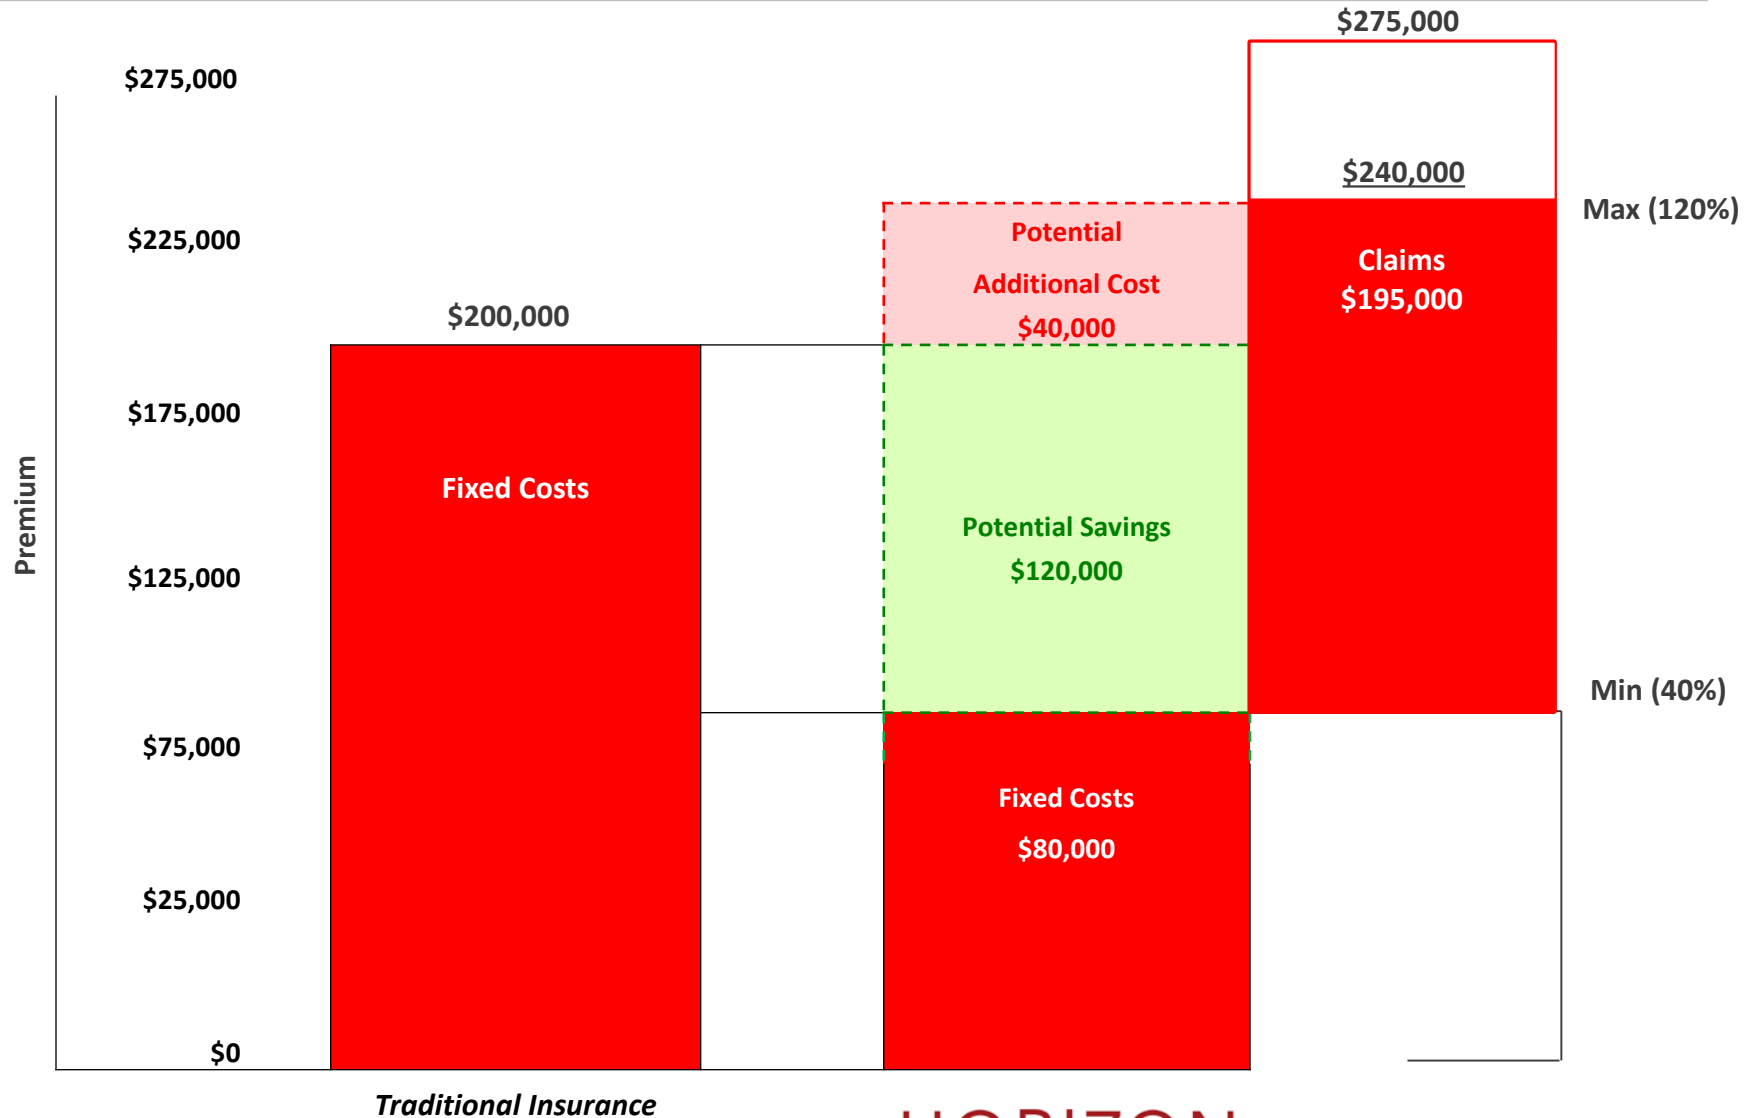 $275,000
$275,000
$240,000
Max (120%)
$225,000
Potential
Additional Cost
$40,000
Claims
$195,000
$200,000
$175,000
Fixed Costs
Premium
Potential Savings
$120,000
$125,000
Min (40%)
$75,000
Fixed Costs
$80,000
$25,000
$0
Traditional Insurance
HORIZON